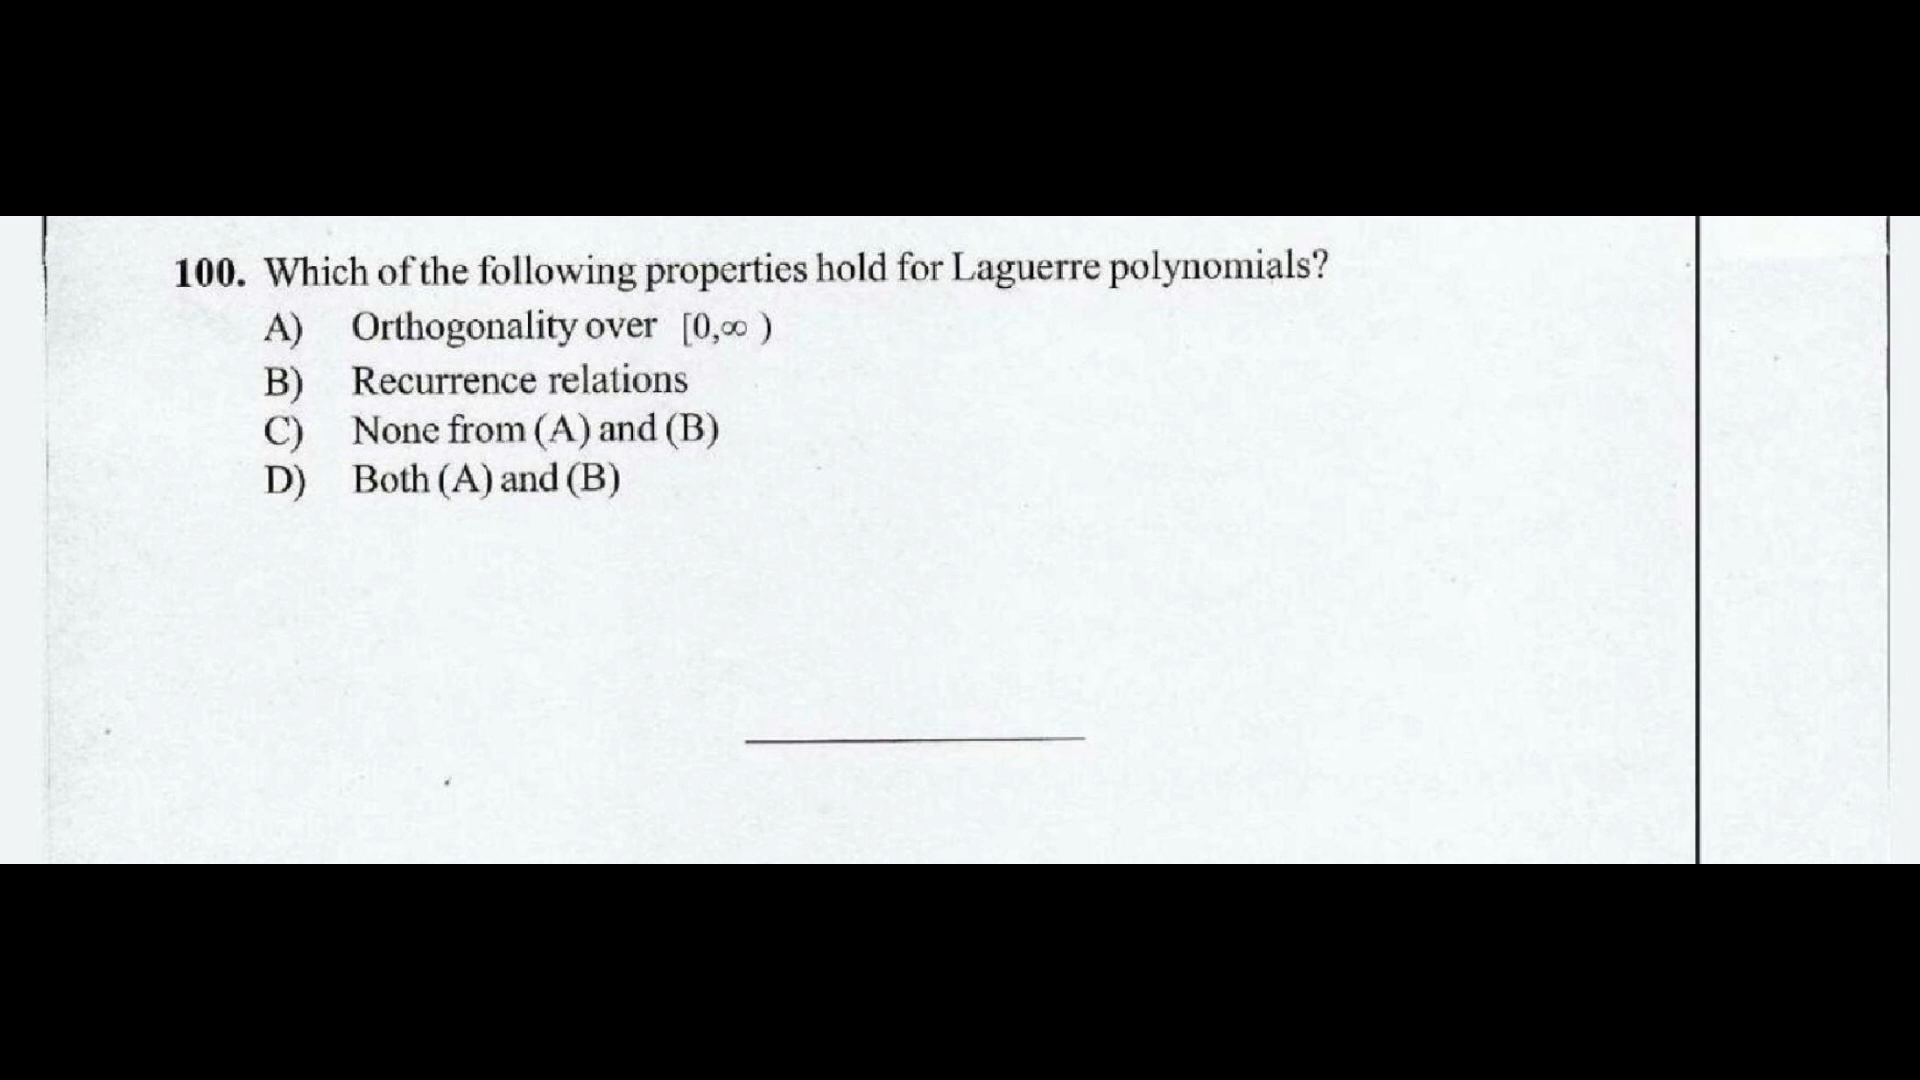 100. Which of the following properties hold for Laguerre polynomials?
A) Orthogonality over [0,∞ )
B) Recurrence relations
C) None from (A) and (B)
D) Both (A) and (B)